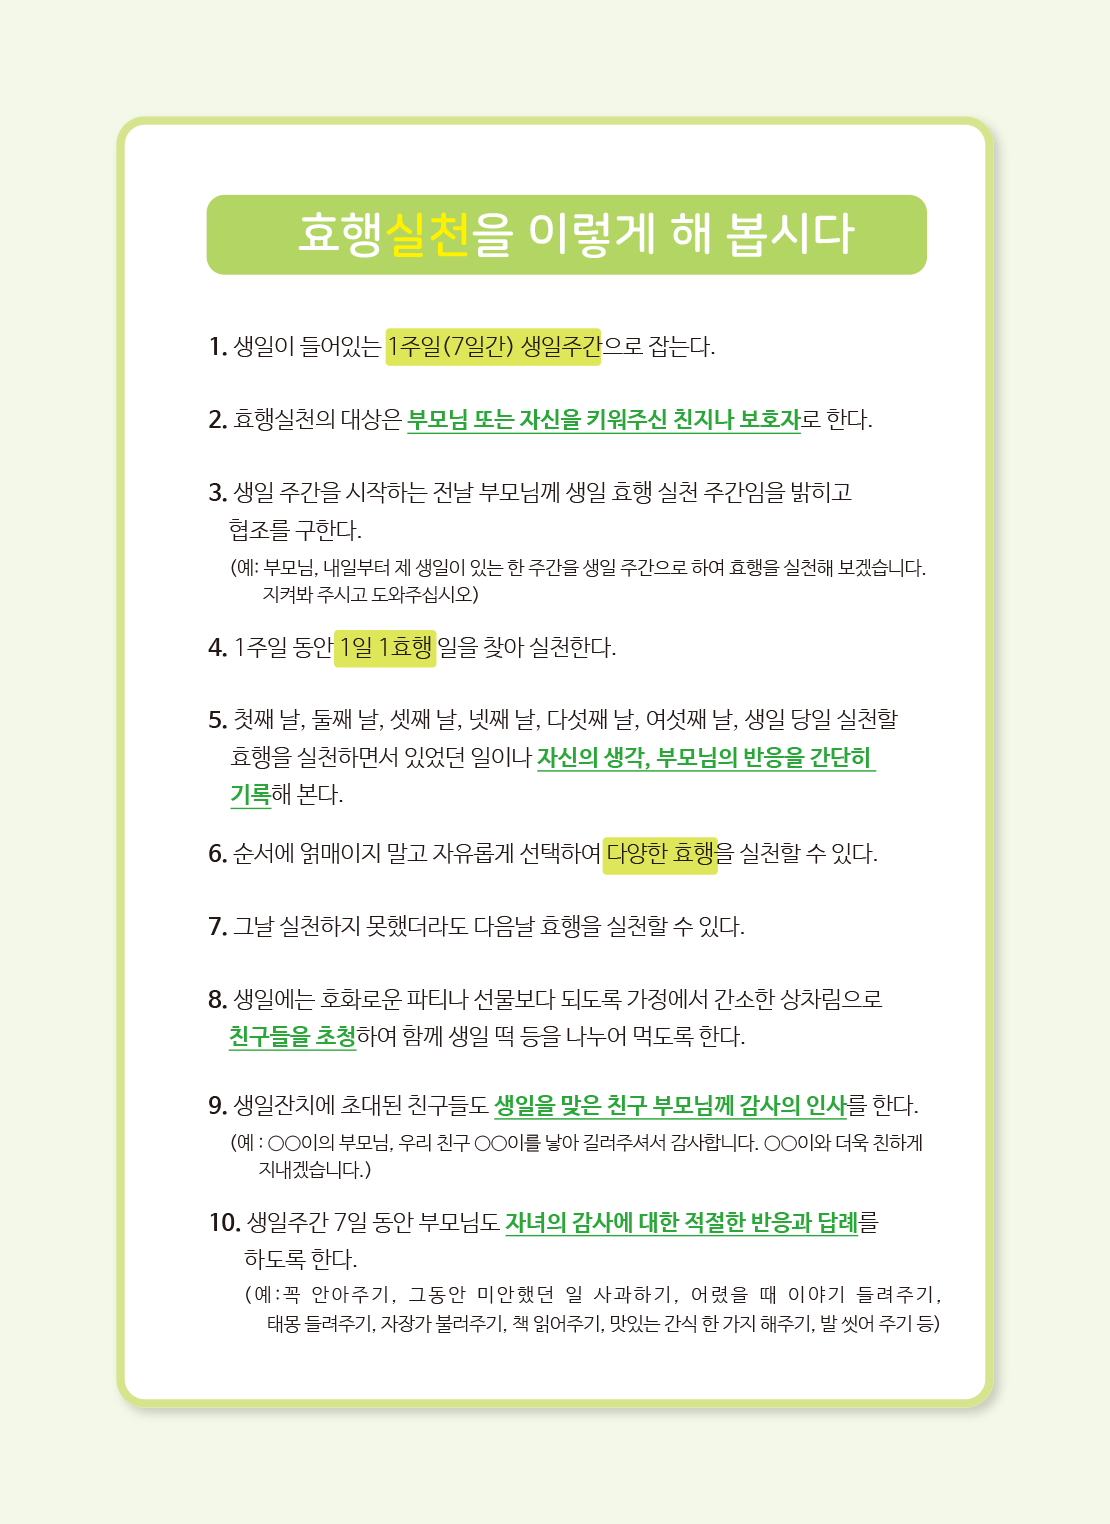 효행실천을 이렇게 해 봅시다
1. 생일이 들어있는 1주일(7일간) 생일주간으로 잡는다.
2. 효행실천의 대상은 부모님 또는 자신을 키워주신 친지나 보호자로 한다.
3. 생일 주간을 시작하는 전날 부모님께 생일 효행 실천 주간임을 밝히고
협조를 구한다.
(예: 부모님, 내일부터 제 생일이 있는 한 주간을 생일 주간으로 하여 효행을 실천해 보겠습니다.
지켜봐 주시고 도와주십시오)
4. 1주일 동안 1일 1효행 일을 찾아 실천한다.
5. 첫째 날, 둘째 날, 셋째 날, 넷째 날, 다섯째 날, 여섯째 날, 생일 당일 실천할
효행을 실천하면서 있었던 일이나 자신의 생각, 부모님의 반응을 간단히
기록해 본다.
6. 순서에 얽매이지 말고 자유롭게 선택하여 다양한 효행을 실천할 수 있다.
7. 그날 실천하지 못했더라도 다음날 효행을 실천할 수 있다.
8. 생일에는 호화로운 파티나 선물보다 되도록 가정에서 간소한 상차림으로
친구들을 초청하여 함께 생일 떡 등을 나누어 먹도록 한다.
9. 생일잔치에 초대된 친구들도 생일을 맞은 친구 부모님께 감사의 인사를 한다.
(예 : ○○이의 부모님, 우리 친구 ○○이를 낳아 길러주셔서 감사합니다. ○○이와 더욱 친하게
지내겠습니다.)
10. 생일주간 7일 동안 부모님도 자녀의 감사에 대한 적절한 반응과 답례를
하도록 한다.
(예:꼭 안아주기, 그동안 미안했던 일 사과하기, 어렸을 때 이야기 들려주기,
태몽 들려주기, 자장가 불러주기, 책 읽어주기, 맛있는 간식 한 가지 해주기, 발 씻어 주기 등)